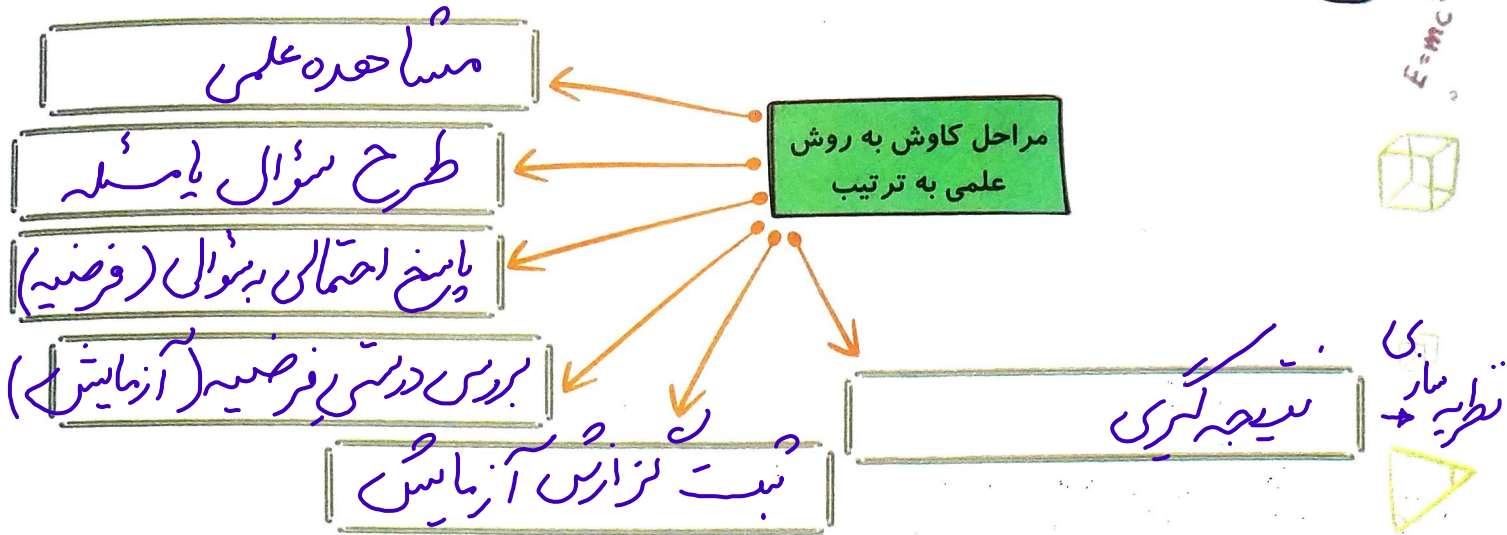 E=mc
مراحل کاوش به روش
علمی به ترتیب
مشاهده علمی
طرح سؤال یا مسئله
پاسخ احتمالی به سؤال (فرضیه)
بررسی درستی فرضیه (آزمایش)
ثبت گزارش آزمایش
نتیجه گیری
نظریه سازی